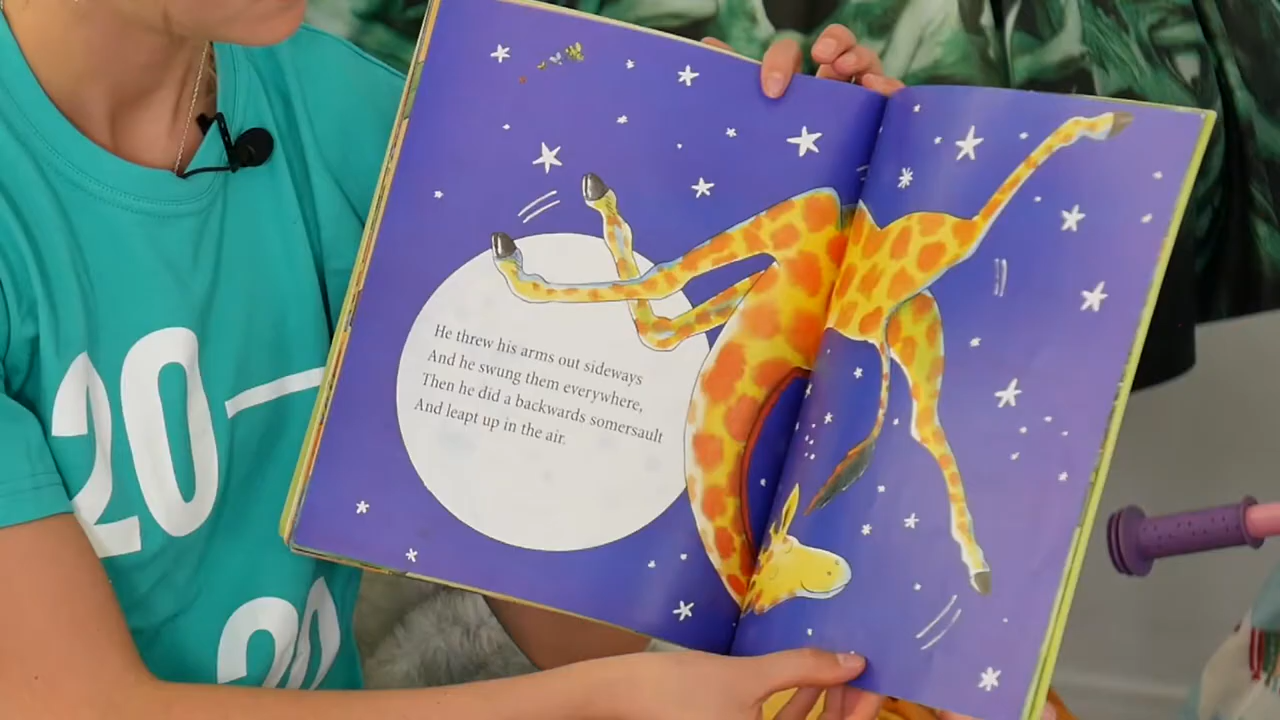 20-
20
He threw his arms out sideways
And he swung them everywhere,
Then he did a backwards somersault
And leapt up in the air.